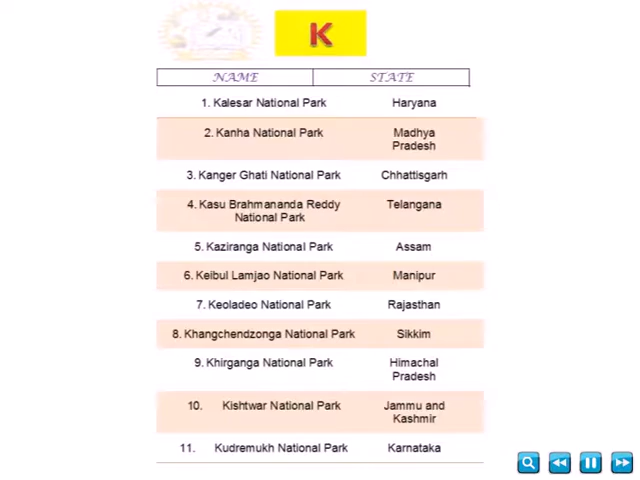 K
NAME STATE
1. Kalesar National Park Haryana
2. Kanha National Park Madhya
Pradesh
3. Kanger Ghati National Park Chhattisgarh
4. Kasu Brahmananda Reddy Telangana
National Park
5. Kaziranga National Park Assam
6. Keibul Lamjao National Park Manipur
7. Keoladeo National Park Rajasthan
8. Khangchendzonga National Park Sikkim
9. Khirganga National Park Himachal
Pradesh
10. Kishtwar National Park Jammu and
Kashmir
11. Kudremukh National Park Karnataka